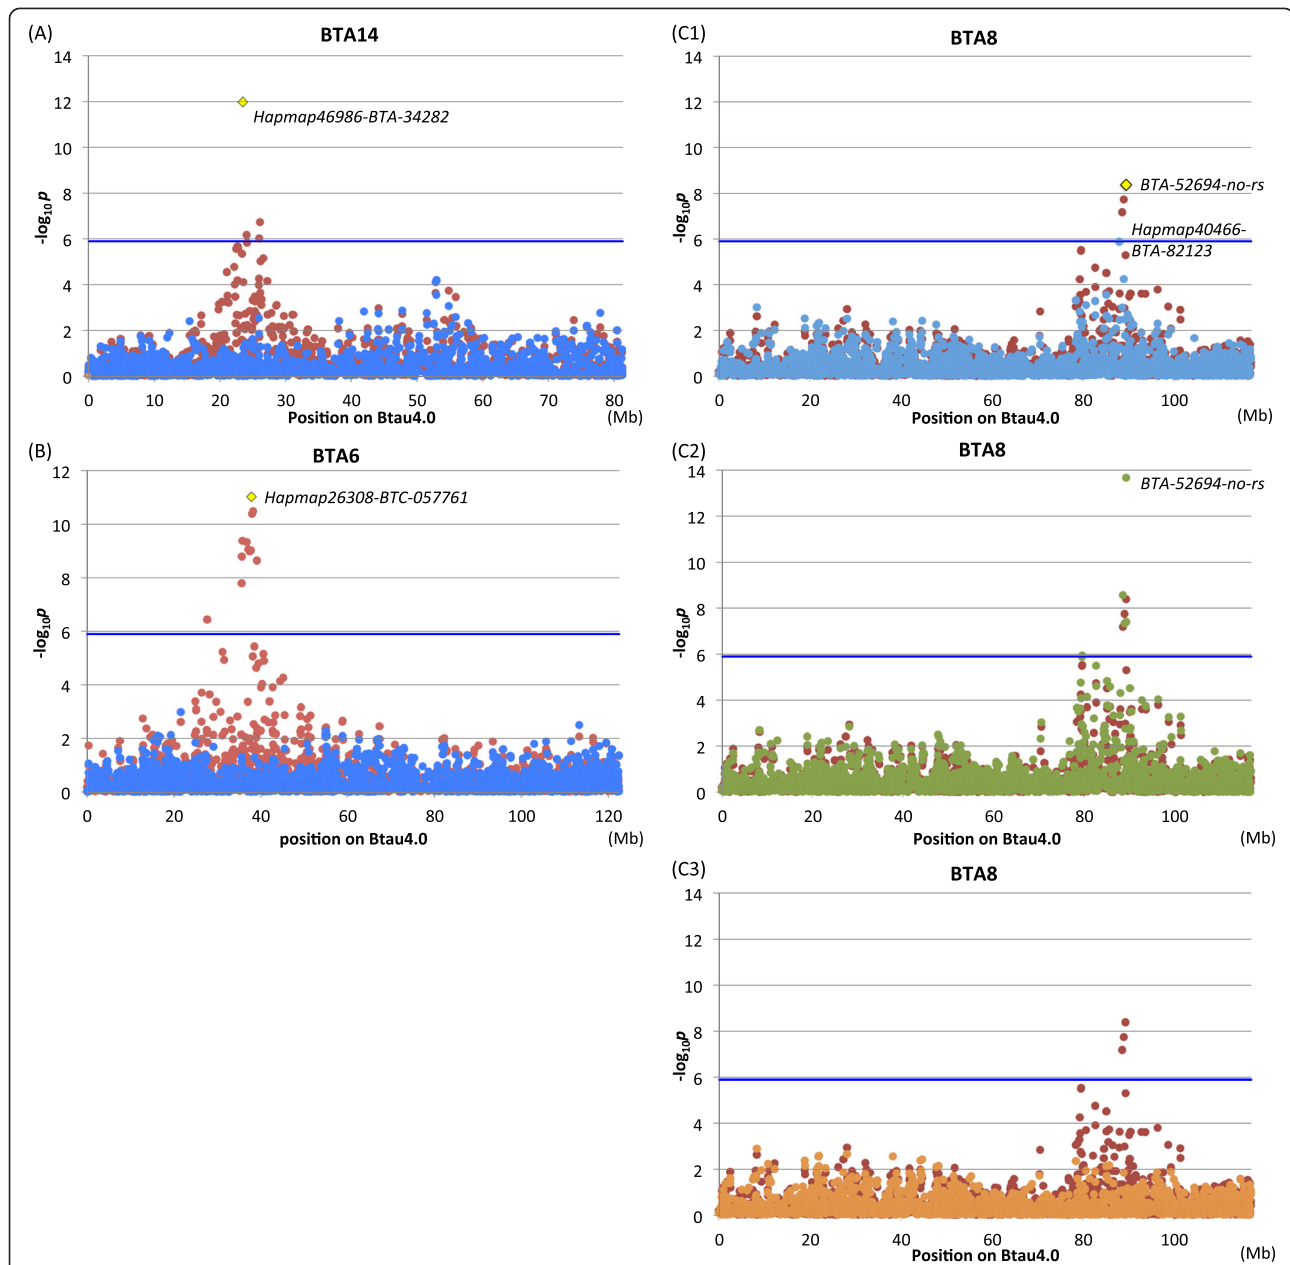 (A)
BTA14
14
12
10
8
6
4
2
0
-log10p
Hapmap46986-BTA-34282
0 10 20 30 40 50 60 70 80
Position on Btau4.0 (Mb)
(B)
BTA6
12
10
8
6
4
2
0
-log10p
Hapmap26308-BTC-057761
0 20 40 60 80 100 120
position on Btau4.0 (Mb)
(C1)
BTA8
14
12
10
8
6
4
2
0
-log10p
BTA-52694-no-rs
Hapmap40466-
BTA-82123
0 20 40 60 80 100
Position on Btau4.0 (Mb)
(C2)
BTA8
14
12
10
8
6
4
2
0
-log10p
BTA-52694-no-rs
0 20 40 60 80 100
Position on Btau4.0 (Mb)
(C3)
BTA8
14
12
10
8
6
4
2
0
-log10p
0 20 40 60 80 100
Position on Btau4.0 (Mb)